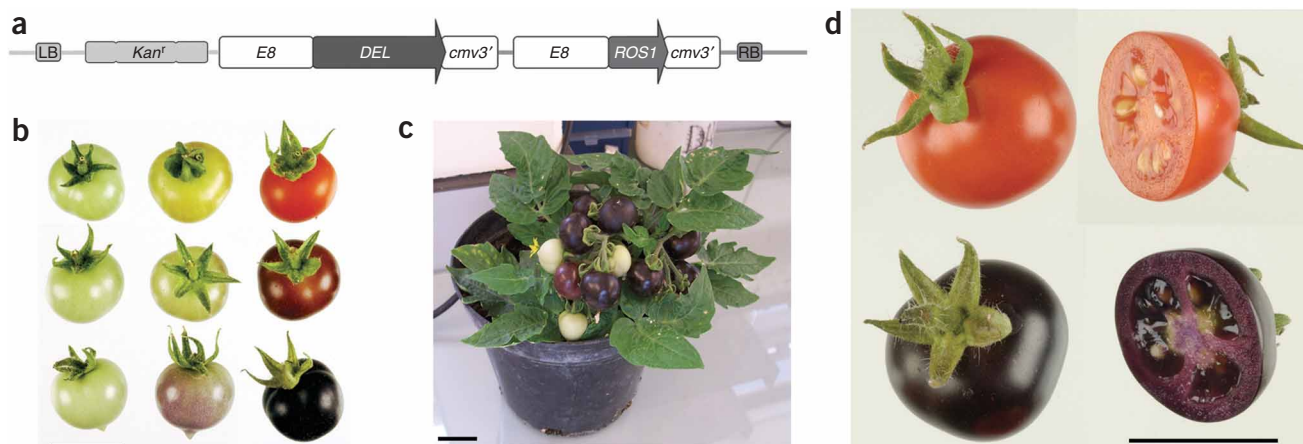 a
LB Kanʳ E8 DEL cmv3′ E8 ROS1 cmv3′ RB
b
c
d